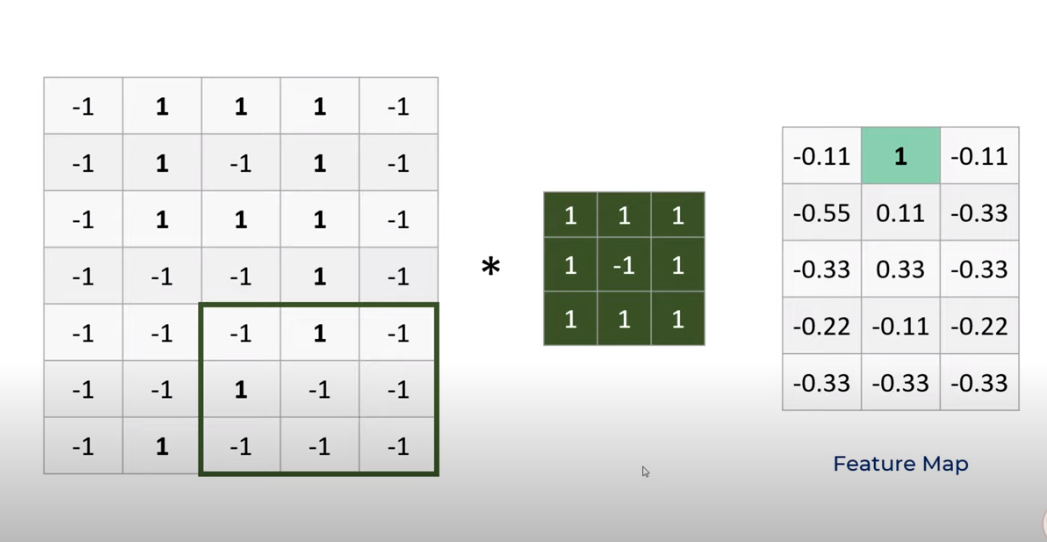 -1 1 1 1 -1
-1 1 -1 1 -1
-1 1 1 1 -1
-1 -1 -1 1 -1
-1 -1 -1 1 -1
-1 -1 1 -1 -1
-1 1 -1 -1 -1
*
1 1 1
1 -1 1
1 1 1
-0.11 1 -0.11
-0.55 0.11 -0.33
-0.33 0.33 -0.33
-0.22 -0.11 -0.22
-0.33 -0.33 -0.33
Feature Map